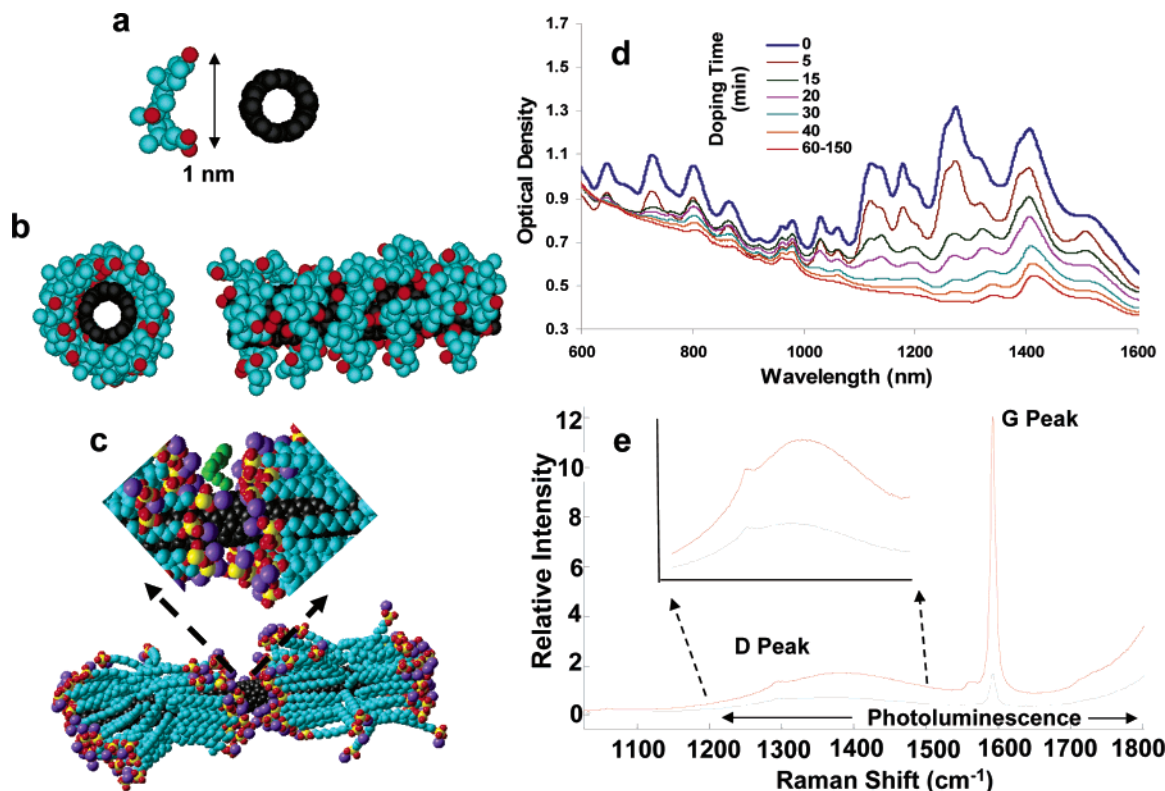 a
1 nm
b
c
d
1.7
1.5
1.3
1.1
0.9
0.7
0.5
0.3
Optical Density
600
800
1000
1200
1400
1600
Wavelength (nm)
Doping Time
(min)
0
5
15
20
30
40
60-150
e
12
10
8
6
4
2
0
Relative Intensity
G Peak
D Peak
Photoluminescence
1100
1200
1300
1400
1500
1600
1700
1800
Raman Shift (cm⁻¹)